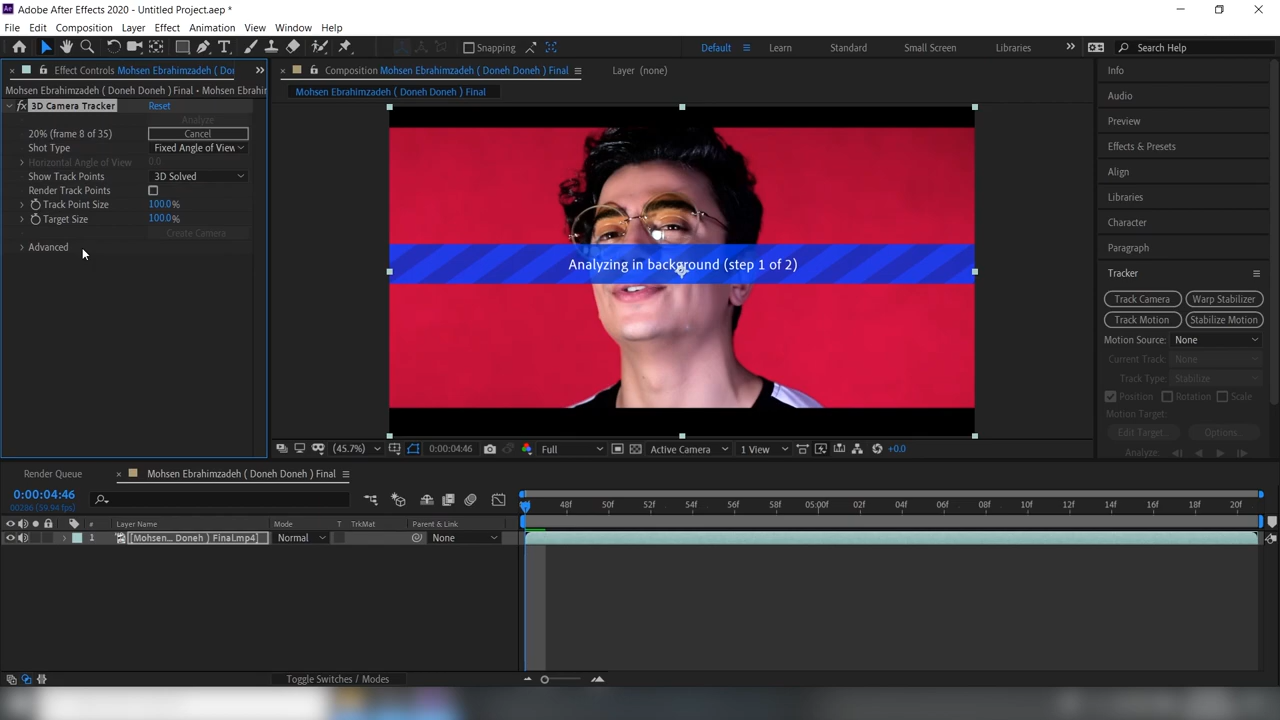 Adobe After Effects 2020 - Untitled Project.aep *
File Edit Composition Layer Effect Animation View Window Help
Snapping Default Learn Standard Small Screen Libraries Search Help
Effect Controls Mohsen Ebrahimzadeh ( Do
Composition Mohsen Ebrahimzadeh ( Doneh Doneh ) Final
Layer (none)
Mohsen Ebrahimzadeh ( Doneh Doneh ) Final • Mohsen Ebrahim
Mohsen Ebrahimzadeh ( Doneh Doneh ) Final
fx 3D Camera Tracker Reset
Analyze
20% (frame 8 of 35) Cancel
Shot Type Fixed Angle of View
Horizontal Angle of View 0.0
Show Track Points 3D Solved
Render Track Points
Track Point Size 100.0%
Target Size 100.0%
Create Camera
Advanced
Analyzing in background (step 1 of 2)
(45.7%) 0:00:04:46 Full Active Camera 1 View +0.0
Info
Audio
Preview
Effects & Presets
Align
Libraries
Character
Paragraph
Tracker
Track Camera Warp Stabilizer
Track Motion Stabilize Motion
Motion Source: None
Current Track: None
Track Type: Stabilize
Position Rotation Scale
Motion Target:
Edit Target... Options...
Analyze:
Render Queue Mohsen Ebrahimzadeh ( Doneh Doneh ) Final
0:00:04:46
00286 (59.94 fps)
48f 50f 52f 54f 56f 58f 05:00f 02f 04f 06f 08f 10f 12f 14f 16f 18f 20f
# Layer Name Mode T TrkMat Parent & Link
1 [Mohsen... Doneh ) Final.mp4] Normal None
Toggle Switches / Modes